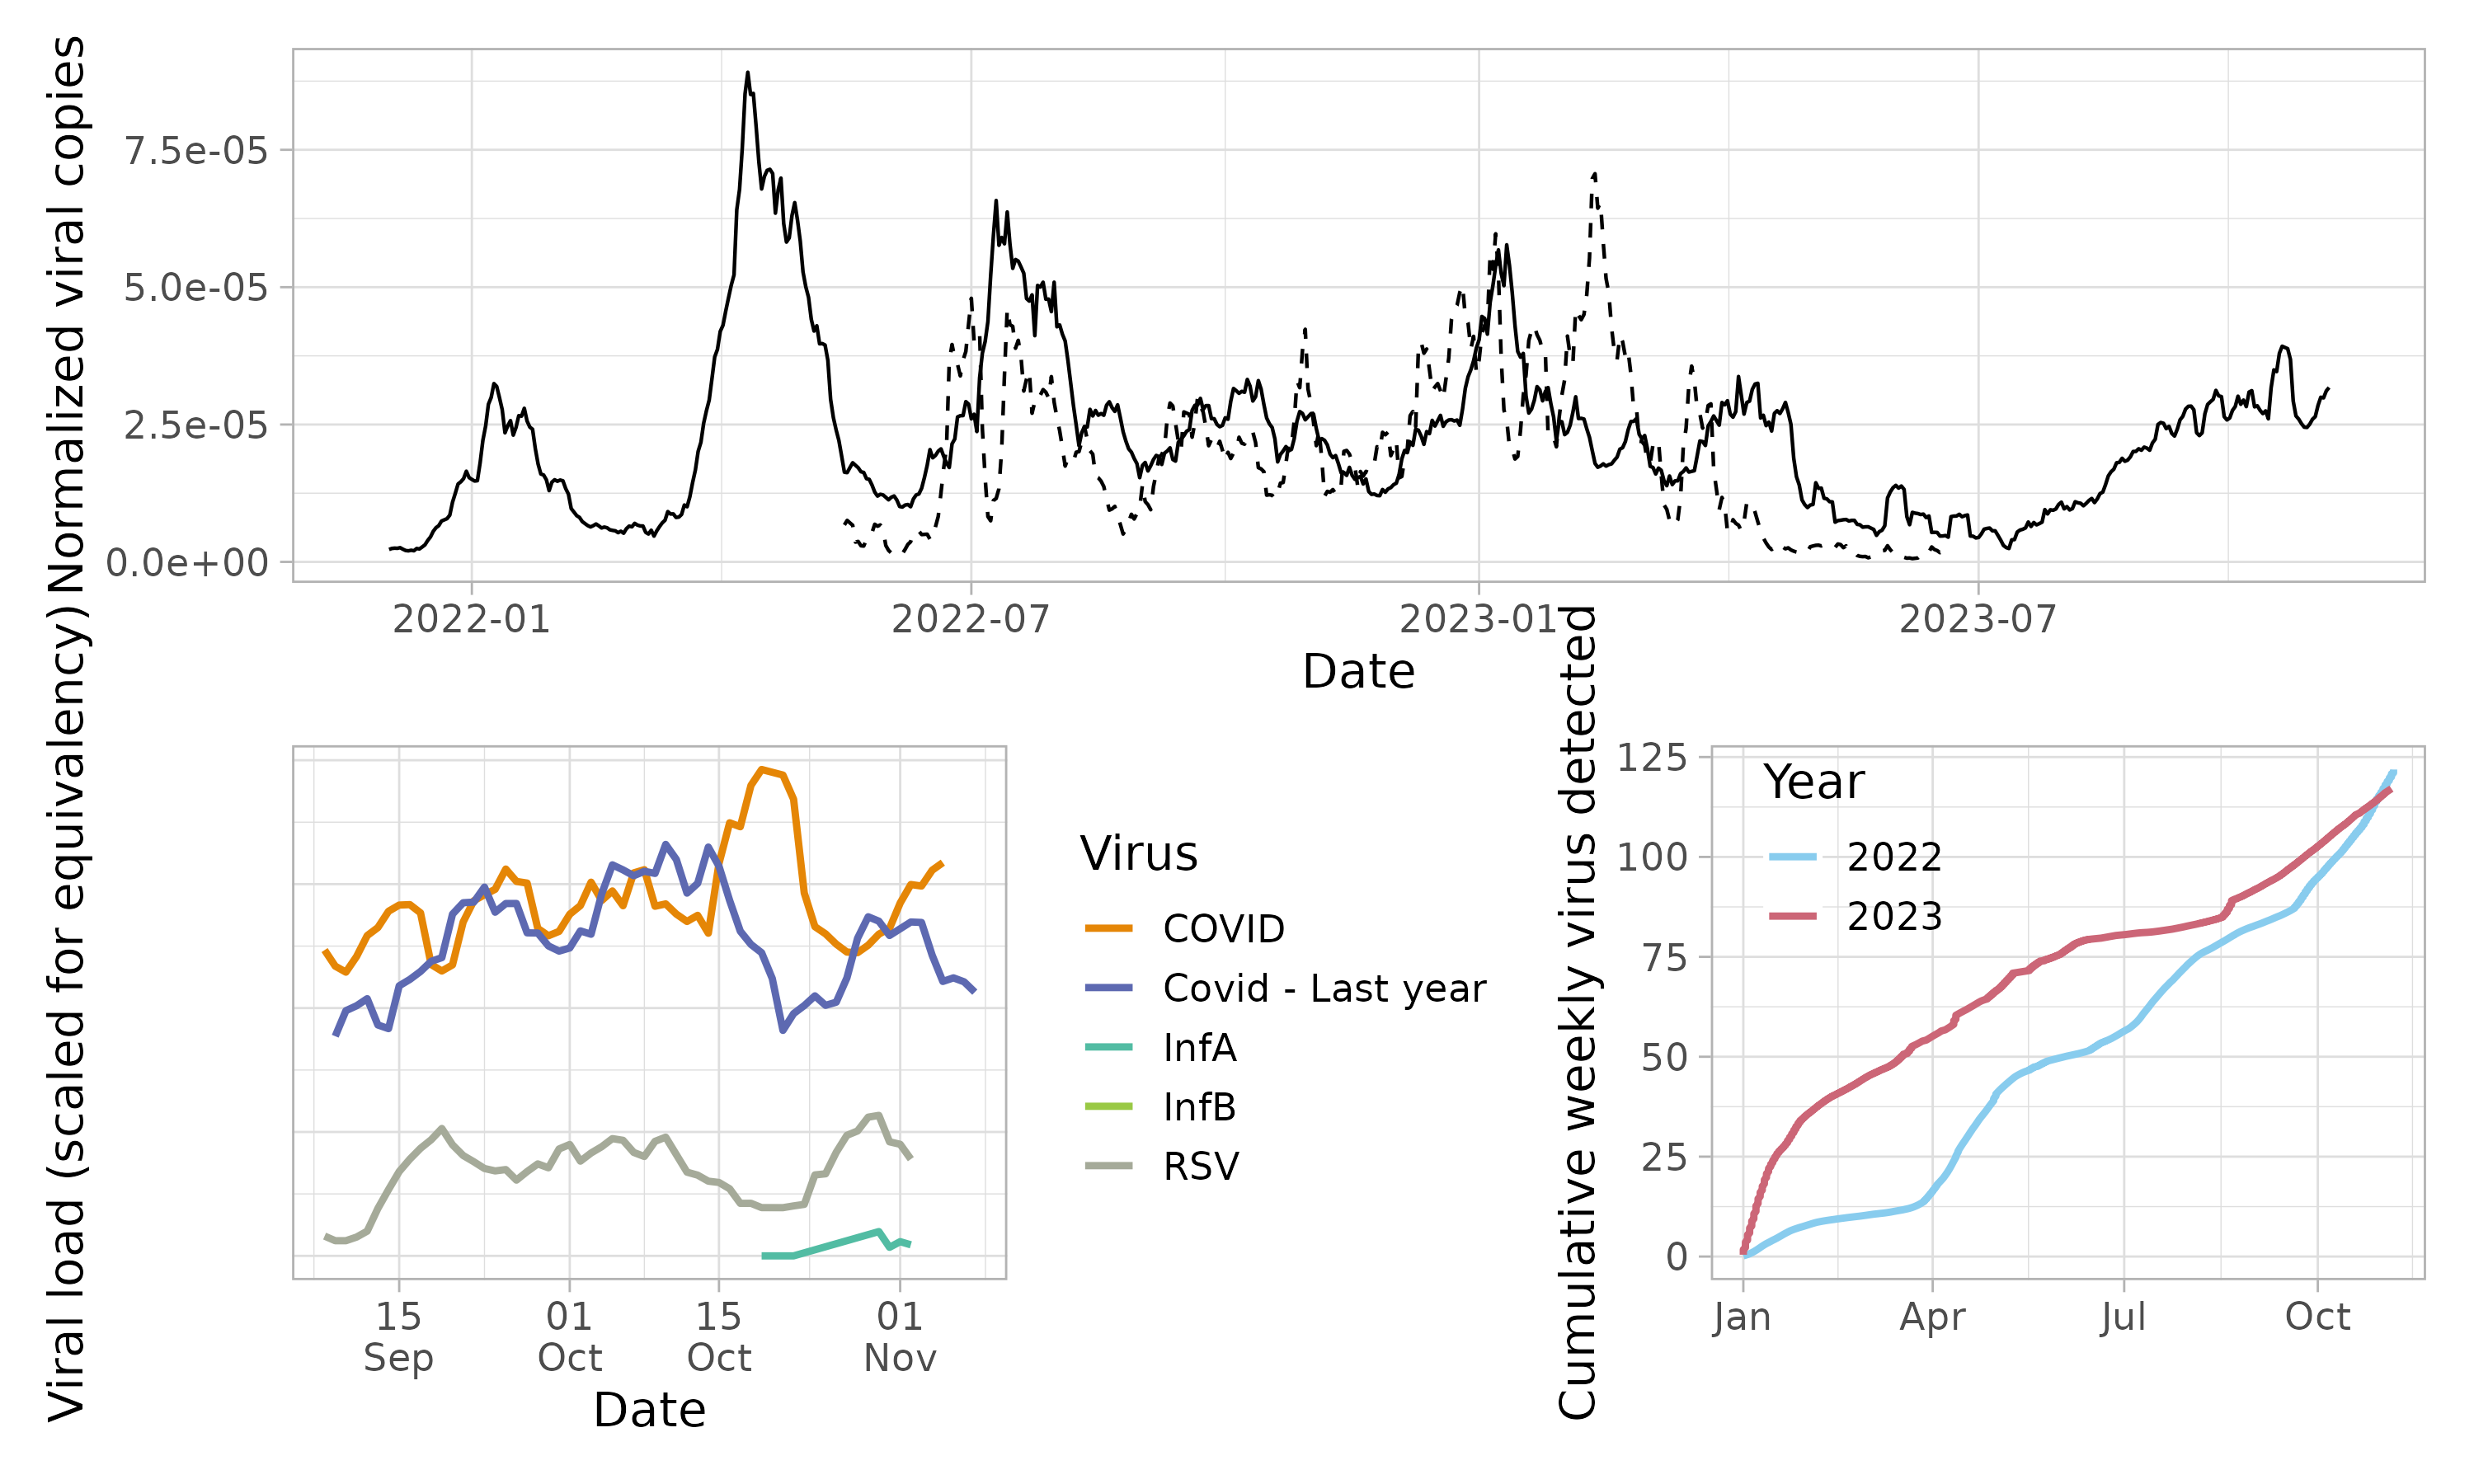 Normalized viral copies
7.5e-05
5.0e-05
2.5e-05
0.0e+00
2022-01
2022-07
2023-01
2023-07
Date
Viral load (scaled for equivalency)
15
Sep
01
Oct
15
Oct
01
Nov
Date
Virus
COVID
Covid - Last year
InfA
InfB
RSV
Cumulative weekly virus detected
125
100
75
50
25
0
Year
2022
2023
Jan
Apr
Jul
Oct